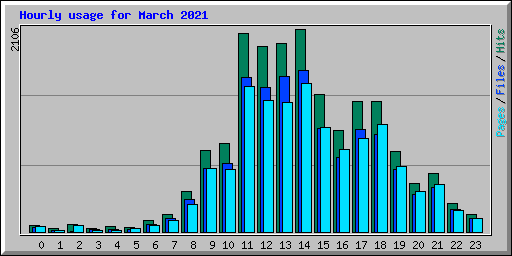 Hourly usage for March 2021
2106
Pages/Files/Hits
0 1 2 3 4 5 6 7 8 9 10 11 12 13 14 15 16 17 18 19 20 21 22 23